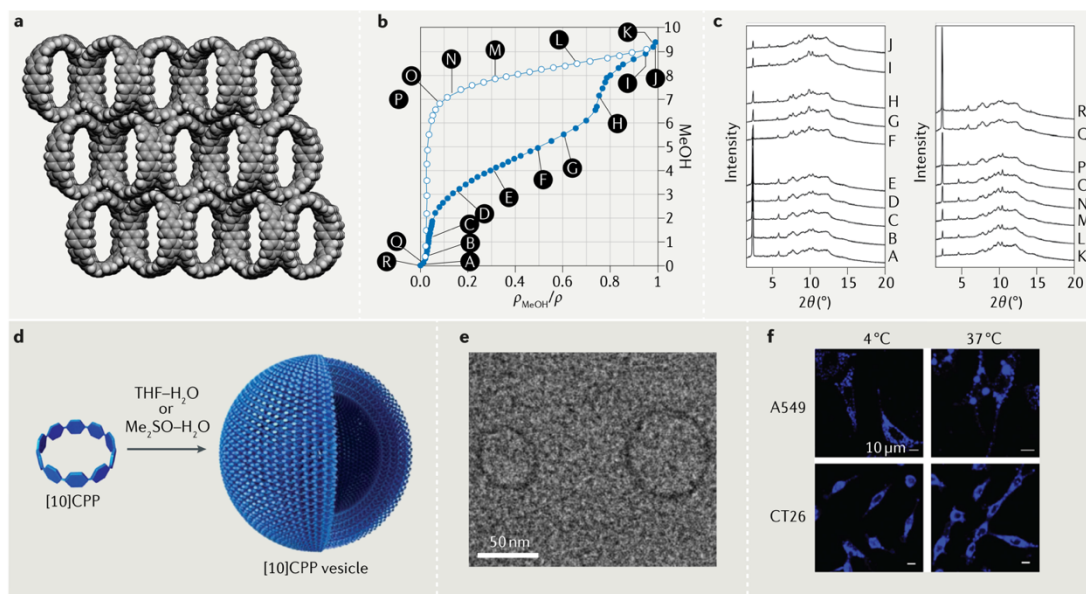 a
b
c
10
9
8
7
6
5
4
3
2
1
0
MeOH
K
L
M
N
O
P
I
J
H
G
F
E
D
C
B
A
Q
R
0.0
0.2
0.4
0.6
0.8
1
ρMeOH/ρ
Intensity
J
I
H
G
F
E
D
C
B
A
5
10
15
20
2θ(°)
Intensity
R
Q
P
O
N
M
L
K
5
10
15
20
2θ(°)
d
THF–H₂O
or
Me₂SO–H₂O
[10]CPP
[10]CPP vesicle
e
50 nm
f
4 °C
37 °C
A549
10 μm
CT26